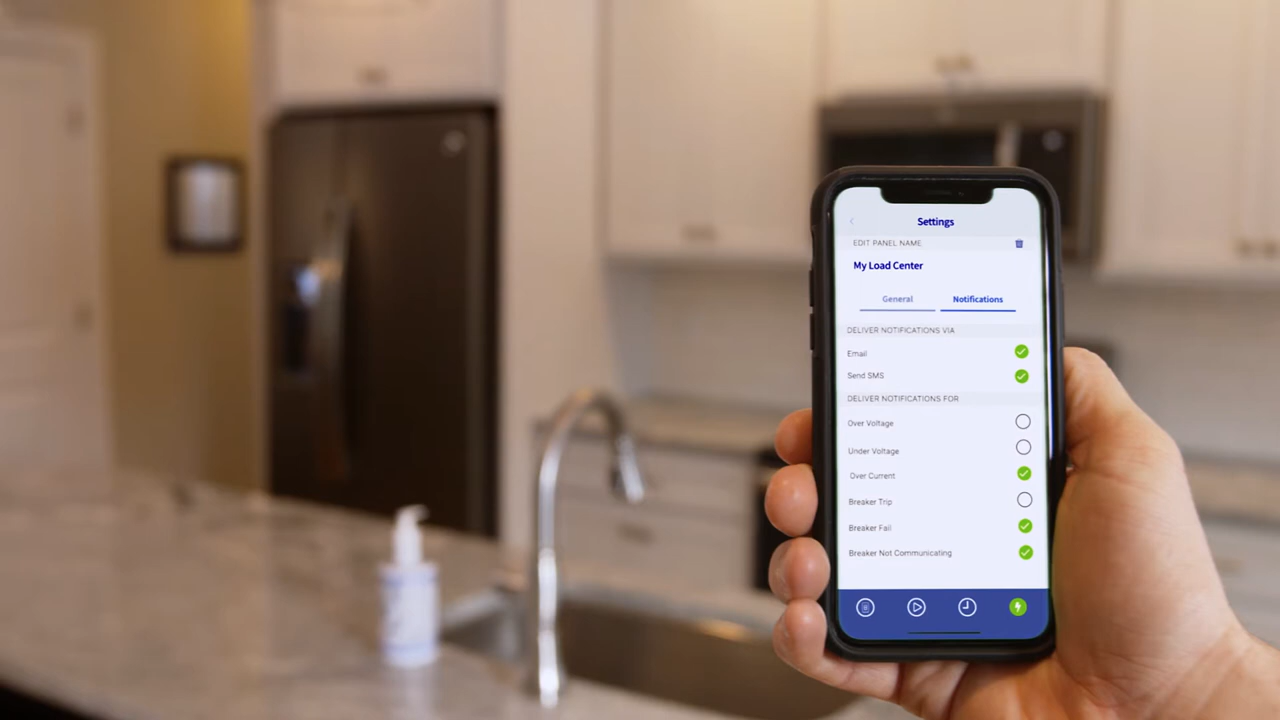 Settings
EDIT PANEL NAME
My Load Center
General Notifications
DELIVER NOTIFICATIONS VIA
Email
Send SMS
DELIVER NOTIFICATIONS FOR
Over Voltage
Under Voltage
Over Current
Breaker Trip
Breaker Fail
Breaker Not Communicating